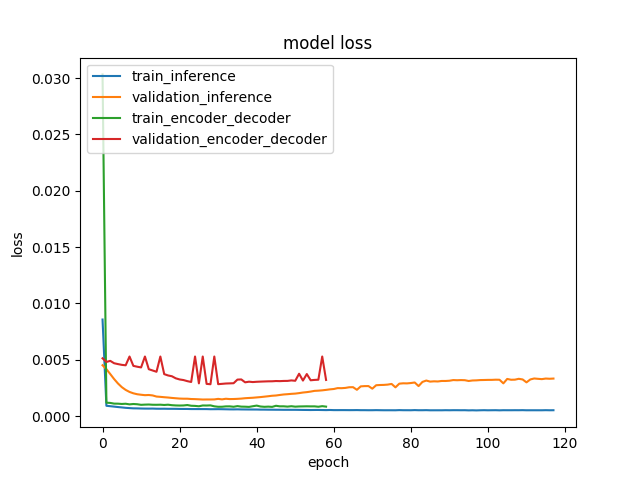 model loss
train_inference
validation_inference
train_encoder_decoder
validation_encoder_decoder
0.030
0.025
0.020
0.015
0.010
0.005
0.000
loss
0 20 40 60 80 100 120
epoch